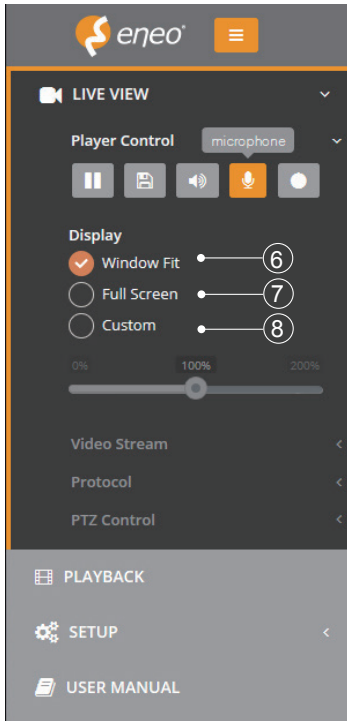 eneo
LIVE VIEW
Player Control microphone
Display
Window Fit 6
Full Screen 7
Custom 8
0% 100% 200%
Video Stream
Protocol
PTZ Control
PLAYBACK
SETUP
USER MANUAL